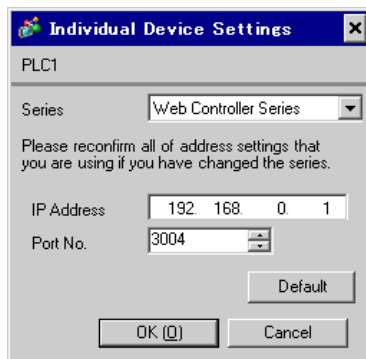 Individual Device Settings
PLC1
Series Web Controller Series
Please reconfirm all of address settings that
you are using if you have changed the series.
IP Address 192. 168. 0. 1
Port No. 3004
Default
OK (O) Cancel